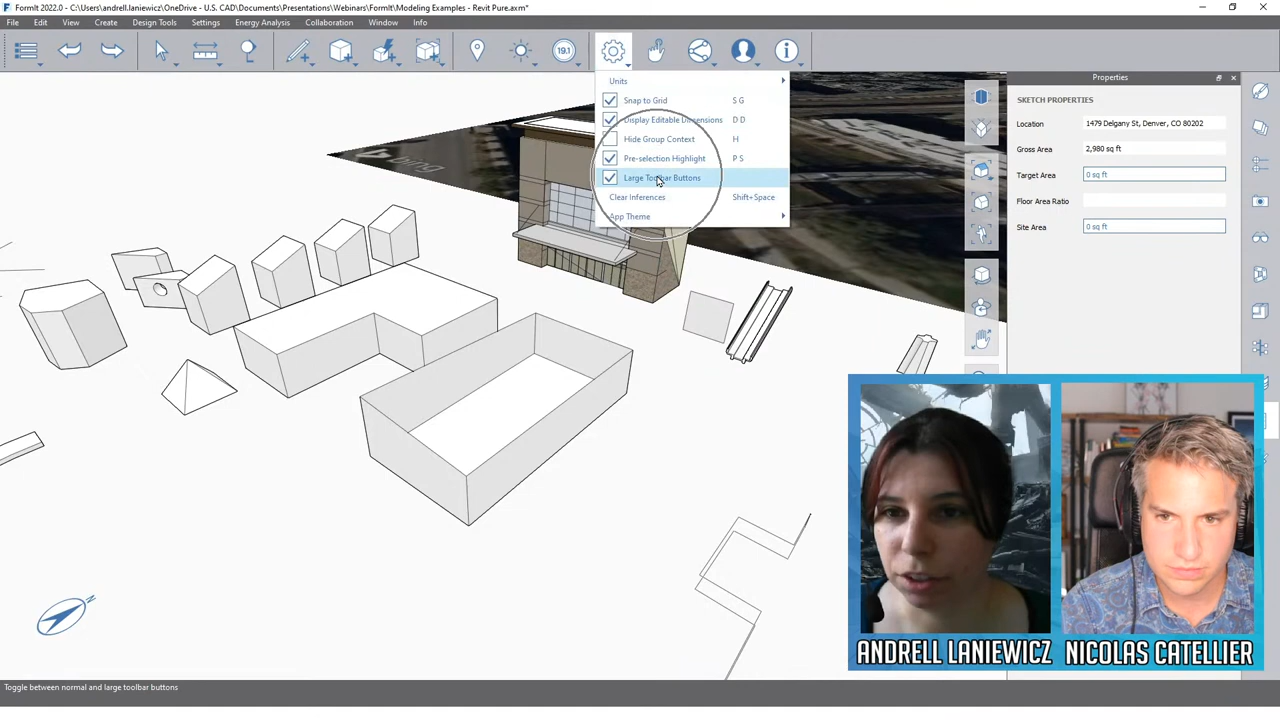 FormIt 2022.0 - C:\Users\andrell.laniewicz\OneDrive - U.S. CAD\Documents\Presentations\Webinars\FormIt\Modeling Examples - Revit Pure.axm*
File Edit View Create Design Tools Settings Energy Analysis Collaboration Window Info
19.1
Units
Snap to Grid S G
Display Editable Dimensions D D
Hide Group Context H
Pre-selection Highlight P S
Large Toolbar Buttons
Clear Inferences Shift+Space
App Theme
bing
Properties
SKETCH PROPERTIES
Location 1479 Delgany St, Denver, CO 80202
Gross Area 2,980 sq ft
Target Area 0 sq ft
Floor Area Ratio
Site Area 0 sq ft
N
ANDRELL LANIEWICZ
NICOLAS CATELLIER
Toggle between normal and large toolbar buttons